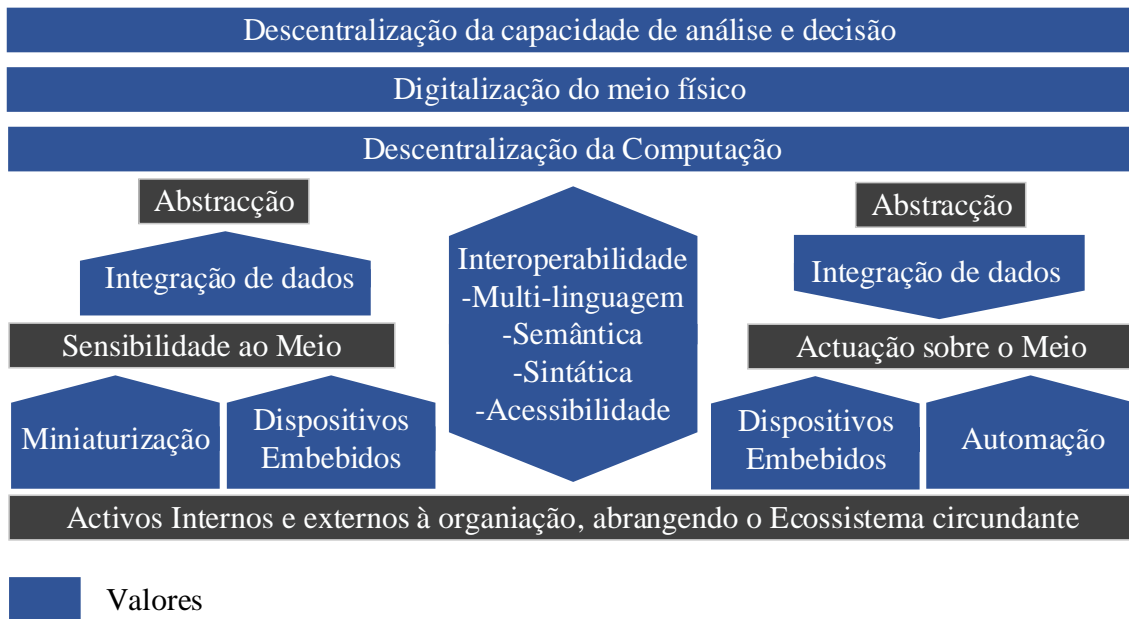 Descentralização da capacidade de análise e decisão
Digitalização do meio físico
Descentralização da Computação
Abstracção
Integração de dados
Sensibilidade ao Meio
Miniaturização
Dispositivos
Embebidos
Interoperabilidade
-Multi-linguagem
-Semântica
-Sintática
-Acessibilidade
Abstracção
Integração de dados
Actuação sobre o Meio
Dispositivos
Embebidos
Automação
Activos Internos e externos à organiação, abrangendo o Ecossistema circundante
Valores